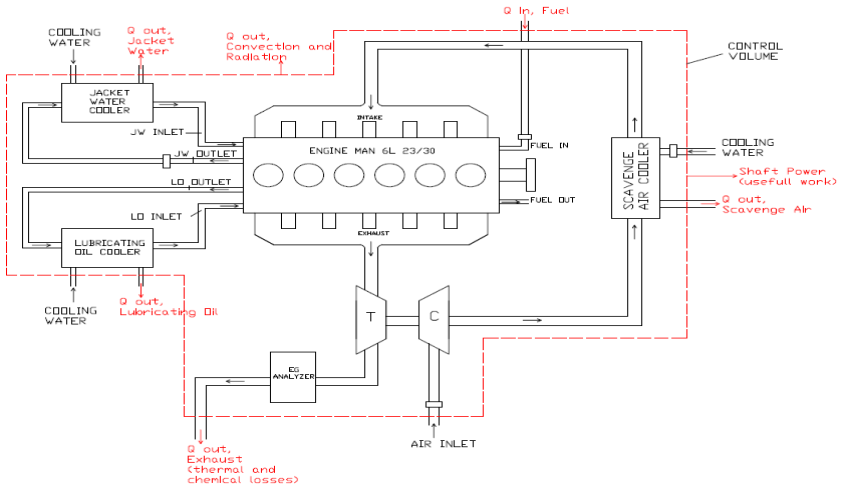 Q in, Fuel
COOLING
WATER
Q out,
Jacket
Water
Q out,
Convection and
Radiation
CONTROL
VOLUME
JACKET
WATER
COOLER
INTAKE
JW INLET
ENGINE MAN 6L 23/30
FUEL IN
JW OUTLET
COOLING
WATER
SCAVENGE
AIR COOLER
Shaft Power
(usefull work)
LO OUTLET
FUEL OUT
Q out,
Scavenge Air
LO INLET
EXHAUST
LUBRICATING
OIL COOLER
COOLING
WATER
Q out,
Lubricating Oil
T
C
EG
ANALYZER
AIR INLET
Q out,
Exhaust
(thermal and
chemical losses)